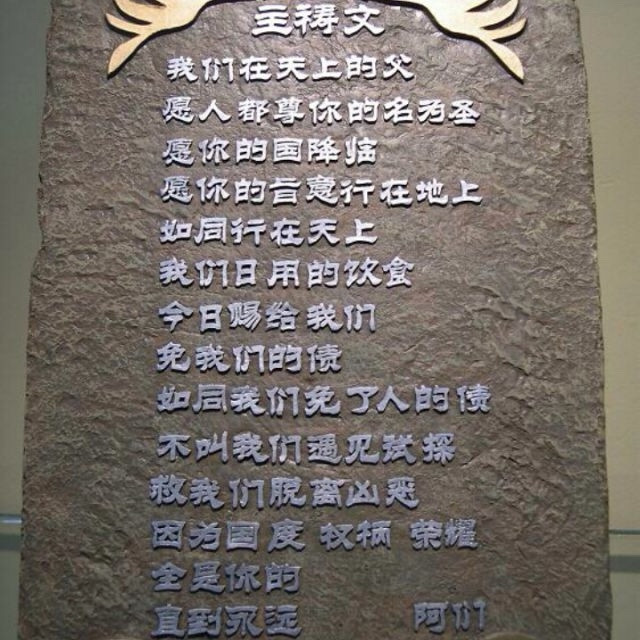 主祷文
我们在天上的父
愿人都尊你的名为圣
愿你的国降临
愿你的旨意行在地上
如同行在天上
我们日用的饮食
今日赐给我们
免我们的债
如同我们免了人的债
不叫我们遇见试探
救我们脱离凶恶
因为国度 权柄 荣耀
全是你的
直到永远 阿们